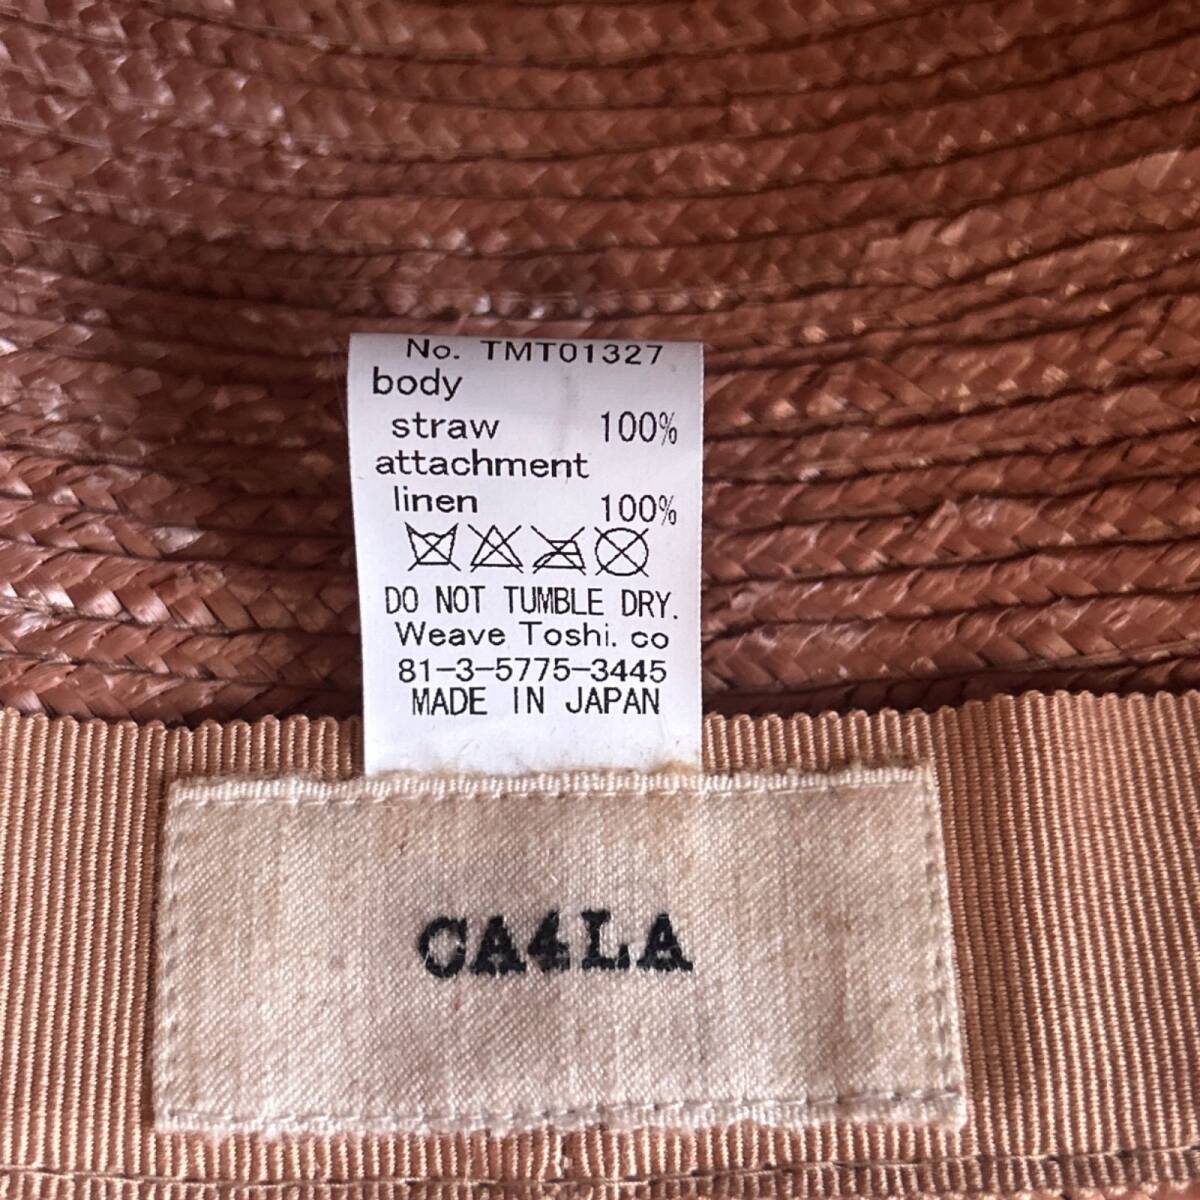 No. TMT01327
body
straw 100%
attachment
linen 100%
DO NOT TUMBLE DRY.
Weave Toshi. co
81-3-5775-3445
MADE IN JAPAN
CA4LA